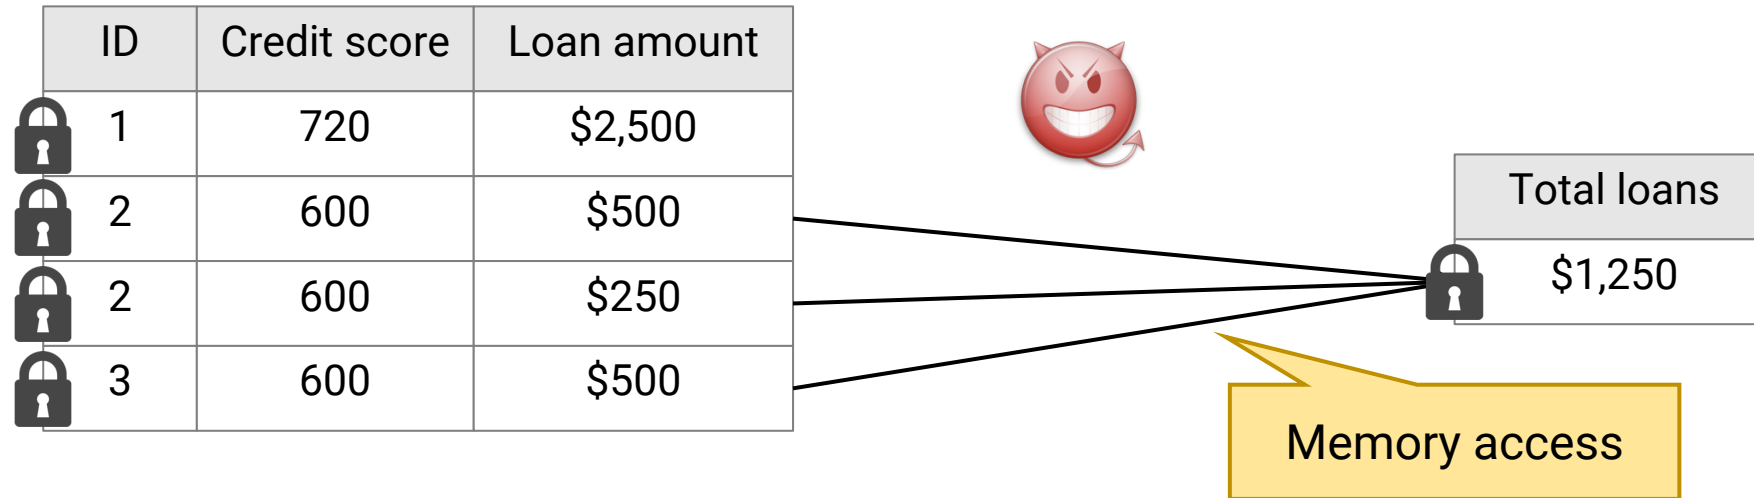 ID Credit score Loan amount
1 720 $2,500
2 600 $500
2 600 $250
3 600 $500
Total loans
$1,250
Memory access